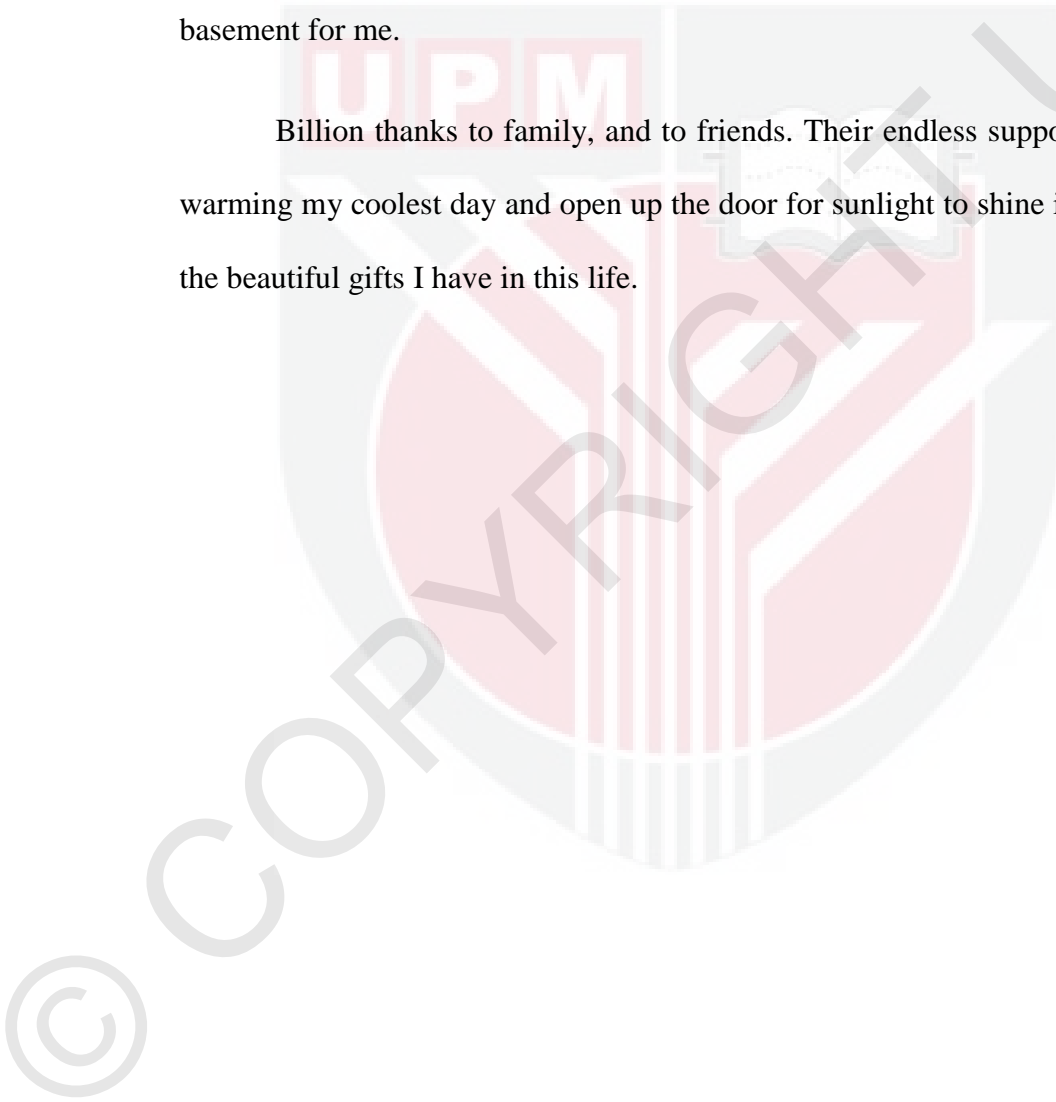 basement for me.
UPM
Billion thanks to family, and to friends. Their endless
warming my coolest day and open up the door for sunlight to shine
the beautiful gifts I have in this life.
© COPYRIGHT